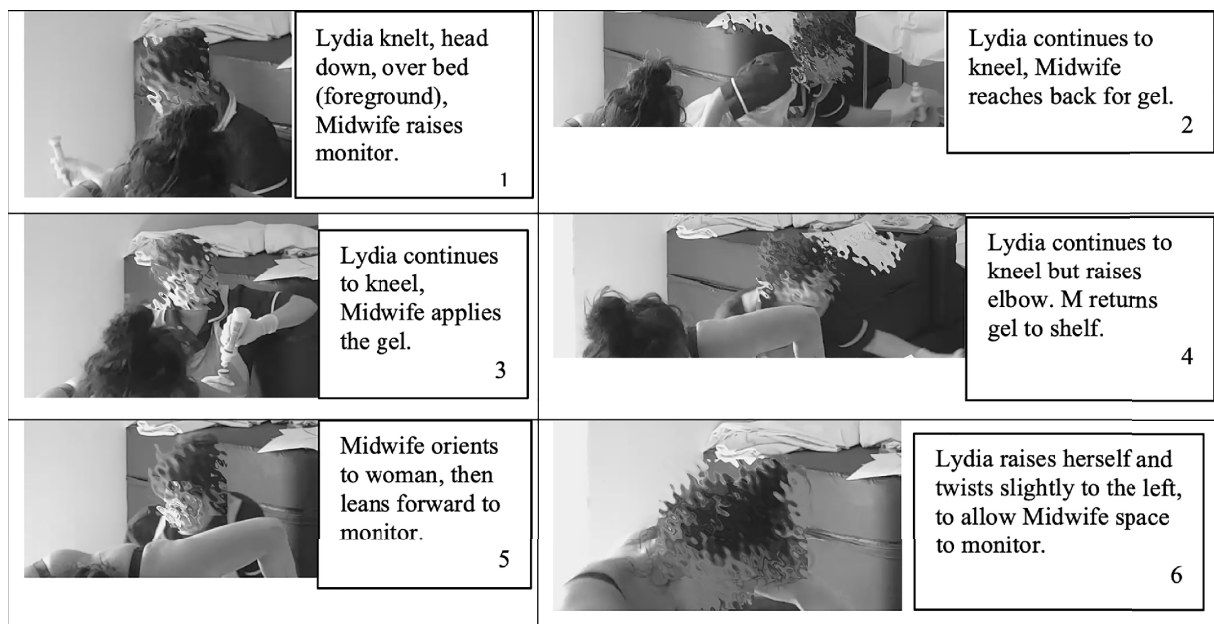 Lydia knelt, head
down, over bed
(foreground),
Midwife raises
monitor.
1
Lydia continues to
kneel, Midwife
reaches back for gel.
2
Lydia continues
to kneel,
Midwife applies
the gel.
3
Lydia continues to
kneel but raises
elbow. M returns
gel to shelf.
4
Midwife orients
to woman, then
leans forward to
monitor.
5
Lydia raises herself and
twists slightly to the left,
to allow Midwife space
to monitor.
6